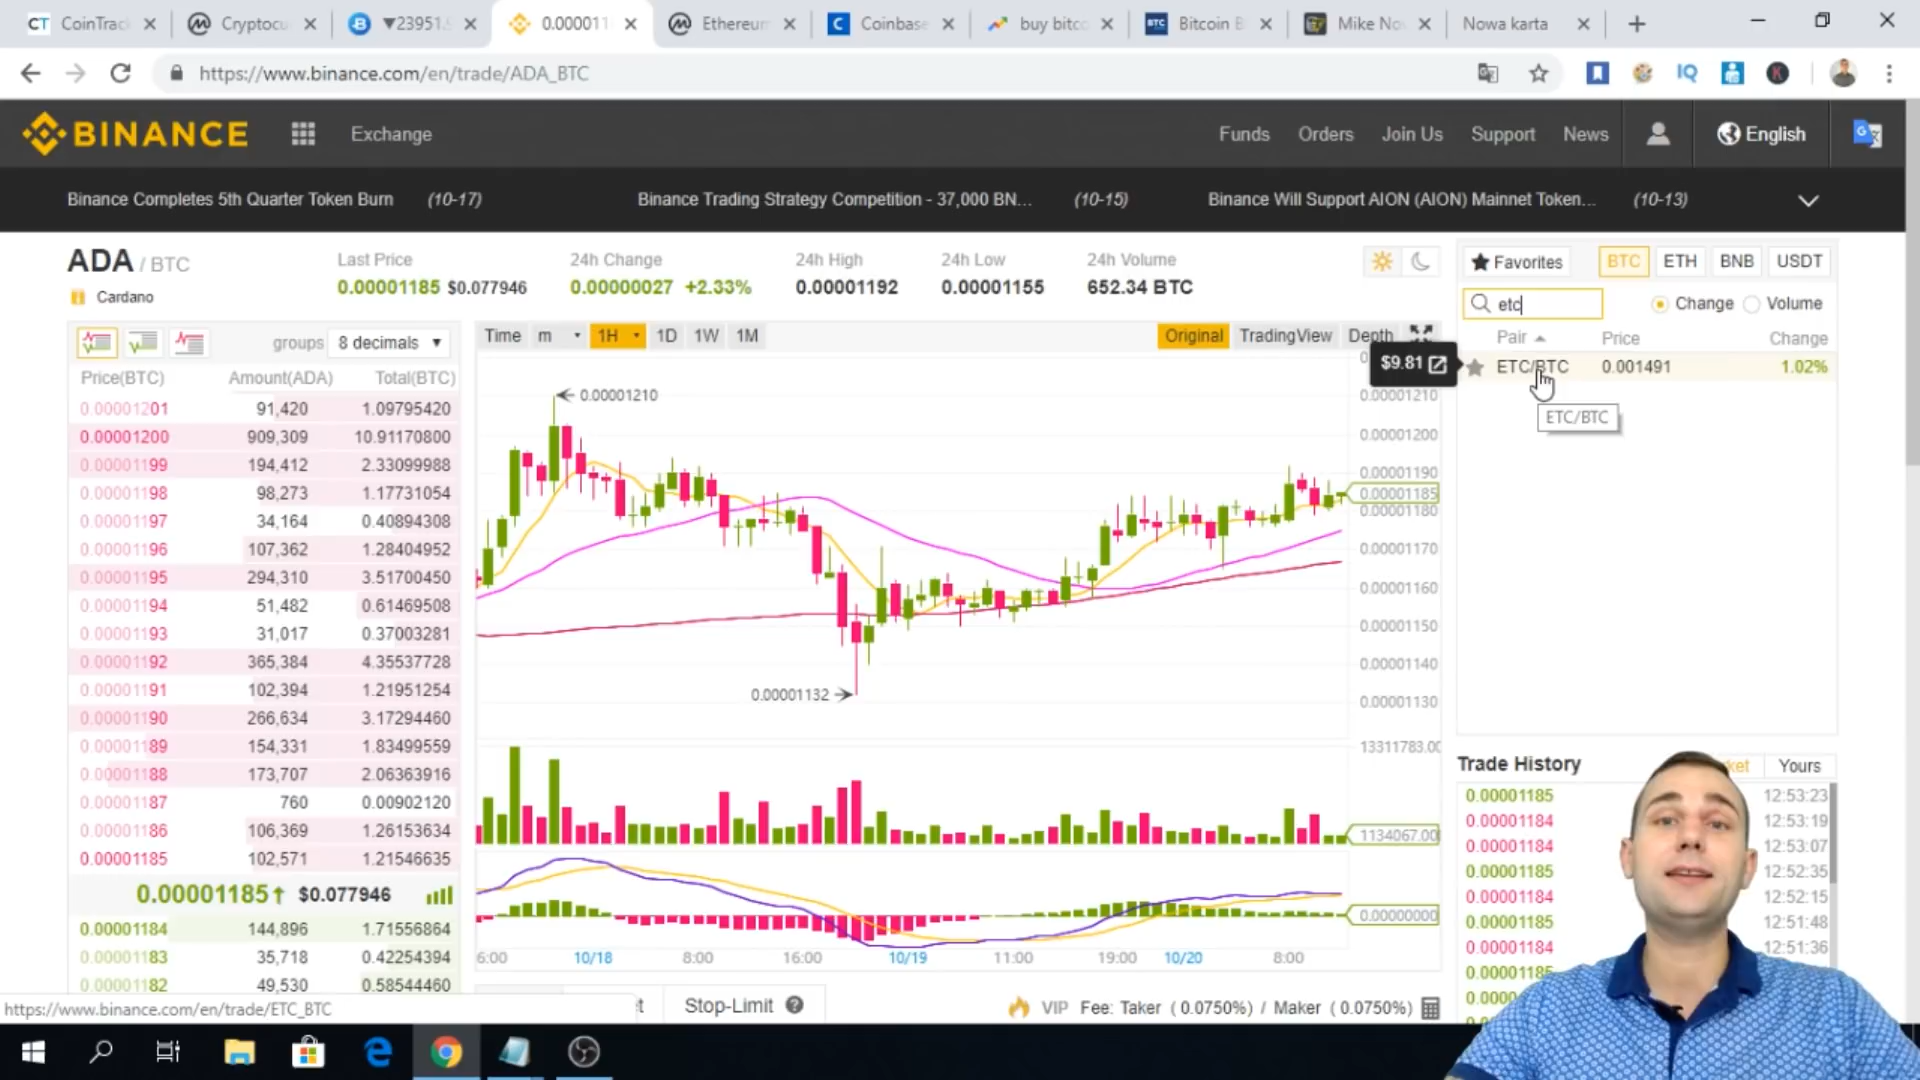 CT CoinTrac
Cryptocu
▼23951.
0.000011
Ethereum
Coinbase
buy bitco
BTC Bitcoin B
Mike No
Nowa karta
https://www.binance.com/en/trade/ADA_BTC
BINANCE Exchange Funds Orders Join Us Support News English
Binance Completes 5th Quarter Token Burn (10-17) Binance Trading Strategy Competition - 37,000 BN... (10-15) Binance Will Support AION (AION) Mainnet Token... (10-13)
ADA / BTC
Cardano
Last Price 24h Change 24h High 24h Low 24h Volume
0.00001185 $0.077946 0.00000027 +2.33% 0.00001192 0.00001155 652.34 BTC
groups 8 decimals
Price(BTC) Amount(ADA) Total(BTC)
0.00001201 91,420 1.09795420
0.00001200 909,309 10.91170800
0.00001199 194,412 2.33099988
0.00001198 98,273 1.17731054
0.00001197 34,164 0.40894308
0.00001196 107,362 1.28404952
0.00001195 294,310 3.51700450
0.00001194 51,482 0.61469508
0.00001193 31,017 0.37003281
0.00001192 365,384 4.35537728
0.00001191 102,394 1.21951254
0.00001190 266,634 3.17294460
0.00001189 154,331 1.83499559
0.00001188 173,707 2.06363916
0.00001187 760 0.00902120
0.00001186 106,369 1.26153634
0.00001185 102,571 1.21546635
0.00001185↑ $0.077946
0.00001184 144,896 1.71556864
0.00001183 35,718 0.42254394
0.00001182 49,530 0.58544460
https://www.binance.com/en/trade/ETC_BTC
Time m 1H 1D 1W 1M Original TradingView Depth
0.00001210
0.00001132
0.00001210
0.00001200
0.00001190
0.00001185
0.00001180
0.00001170
0.00001160
0.00001150
0.00001140
0.00001130
13311783.00
1134067.00
0.00000000
6:00 10/18 8:00 16:00 10/19 11:00 19:00 10/20 8:00
Stop-Limit VIP Fee: Taker ( 0.0750%) / Maker ( 0.0750%)
Favorites BTC ETH BNB USDT
etc Change Volume
Pair Price Change
$9.81 ETC/BTC 0.001491 1.02%
ETC/BTC
Trade History Yours
0.00001185 12:53:23
0.00001184 12:53:19
0.00001184 12:53:07
0.00001185 12:52:35
0.00001184 12:52:15
0.00001185 12:51:48
0.00001184 12:51:36
0.00001185